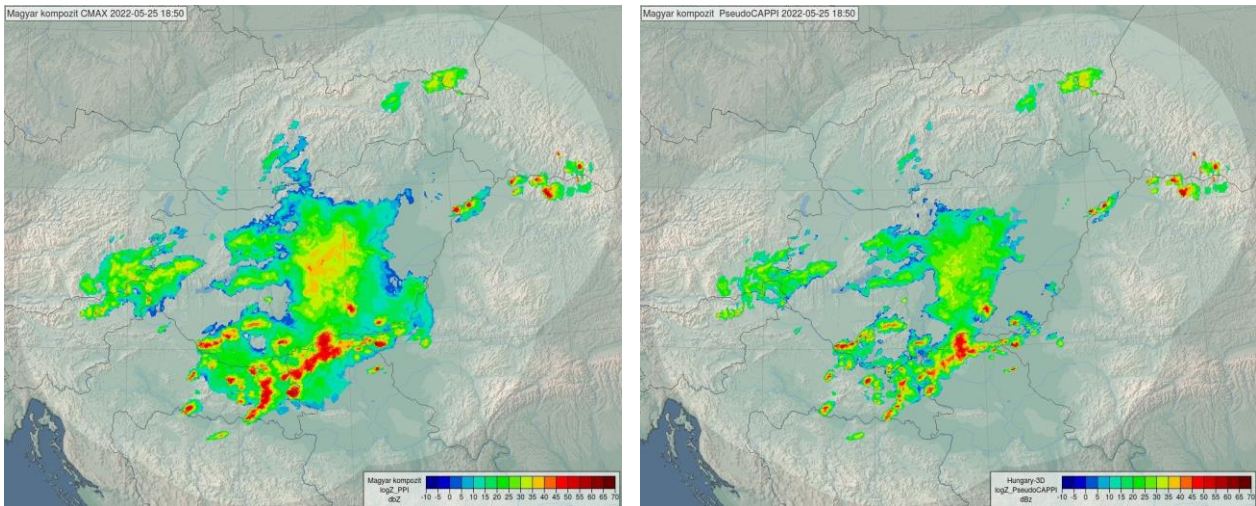 Magyar kompozit CMAX 2022-05-25 18:50
Magyar kompozit
logZ_PPI
dbZ
-10 -5 0 5 10 15 20 25 30 35 40 45 50 55 60 65 70
Magyar kompozit PseudoCAPPI 2022-05-25 18:50
Hungary-3D
logZ_PseudoCAPPI
dBz
-10 -5 0 5 10 15 20 25 30 35 40 45 50 55 60 65 70